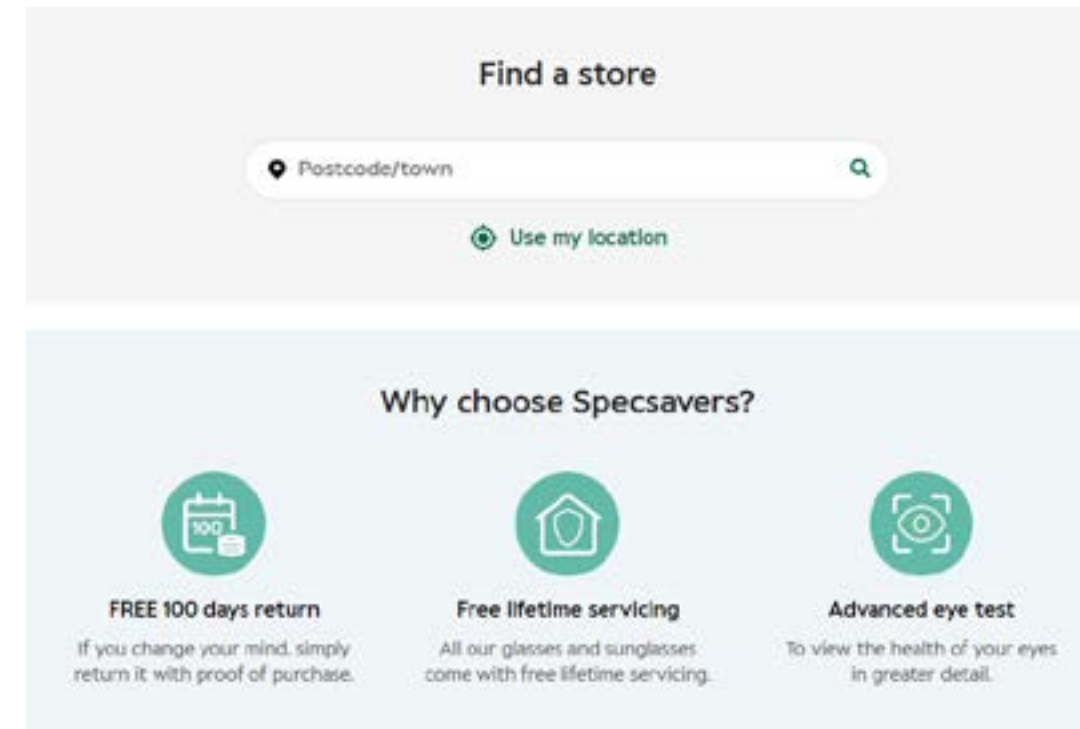 Find a store
Postcode/town
Use my location
Why choose Specsavers?
100
FREE 100 days return
If you change your mind, simply
return it with proof of purchase.
Free lifetime servicing
All our glasses and sunglasses
come with free lifetime servicing.
Advanced eye test
To view the health of your eyes
in greater detail.